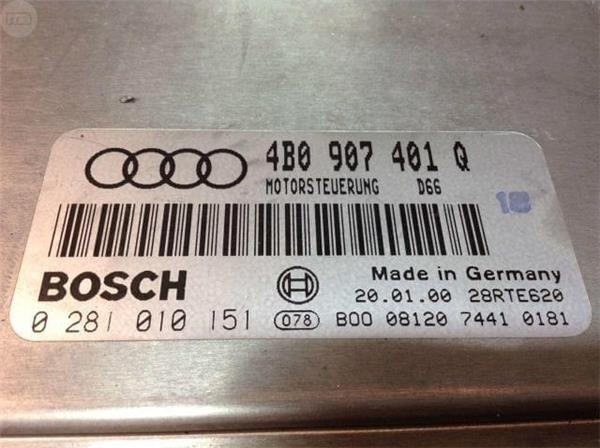 4B0 907 401 Q
MOTORSTEUERUNG D66
BOSCH
Made in Germany
20.01.00 28RTE620
0 281 010 151 078 B00 08120 7441 0181